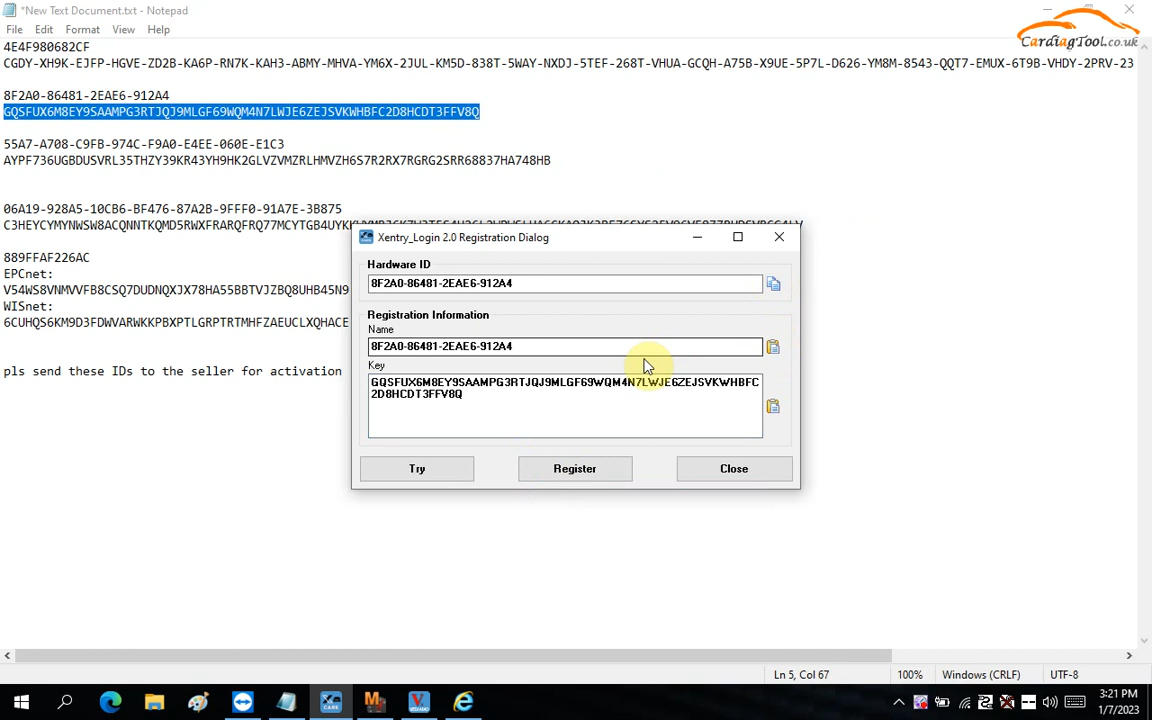 *New Text Document.txt - Notepad
CardiagTool.co.uk
File Edit Format View Help
4E4F980682CF
CGDY-XH9K-EJFP-HGVE-ZD2B-KA6P-RN7K-KAH3-ABMY-MHVA-YM6X-2JUL-KM5D-838T-5WAY-NXDJ-5TEF-268T-VHUA-GCQH-A75B-X9UE-5P7L-D626-YM8M-8543-QQT7-EMUX-6T9B-VHDY-2PRV-23
8F2A0-86481-2EAE6-912A4
GQSFUX6M8EY9SAAMPG3RTJQJ9MLGF69WQM4N7LWJE6ZEJSVKWHBFC2D8HCDT3FFV8Q
55A7-A708-C9FB-974C-F9A0-E4EE-060E-E1C3
AYPF736UGBDUSVRL35THZY39KR43YH9HK2GLVZVMZRLHMVZH6S7R2RX7RGRG2SRR68837HA748HB
06A19-928A5-10CB6-BF476-87A2B-9FFF0-91A7E-3B875
889FFAF226AC
EPCnet:
V54WS8VNMVVFB8CSQ7DUDNQXJX78HA55BBTVJZBQ8UHB45N9
WISnet:
6CUHQS6KM9D3FDWVARWKKPBXPTLGRPTRTMHFZAEUCLXQHACE
pls send these IDs to the seller for activation
Xentry_Login 2.0 Registration Dialog
Hardware ID
8F2A0-86481-2EAE6-912A4
Registration Information
Name
8F2A0-86481-2EAE6-912A4
Key
GQSFUX6M8EY9SAAMPG3RTJQJ9MLGF69WQM4N7LWJE6ZEJSVKWHBFC
2D8HCDT3FFV8Q
Try Register Close
Ln 5, Col 67 100% Windows (CRLF) UTF-8
3:21 PM
1/7/2023